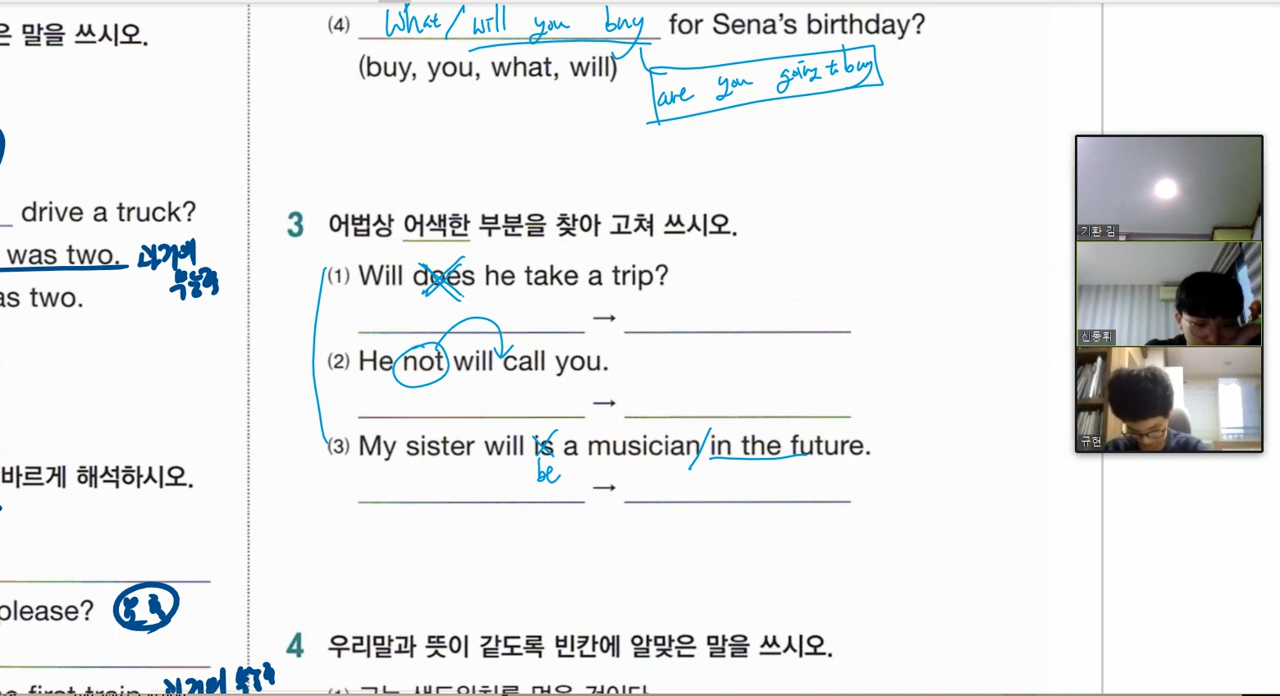 은 말을 쓰시오.
drive a truck?
was two. 과거에
as two.
바르게 해석하시오.
please?
(4) What / will you buy for Sena's birthday?
(buy, you, what, will)
are you going to buy
3 어법상 어색한 부분을 찾아 고쳐 쓰시오.
(1) Will does he take a trip?
→
(2) He not will call you.
→
(3) My sister will is a musician/in the future.
be
→
4 우리말과 뜻이 같도록 빈칸에 알맞은 말을 쓰시오.
기환 김
신동휘
규현